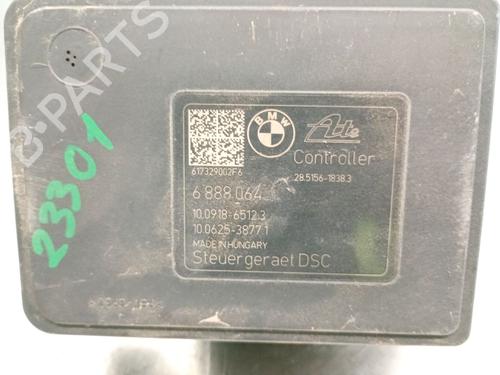 B-PARTS
23301
BMW
Ate
Controller
617329002F6
28.5156-1838.3
6 888 064
10.0918-6512.3
10.0625-3877.1
MADE IN HUNGARY
Steuergeraet DSC